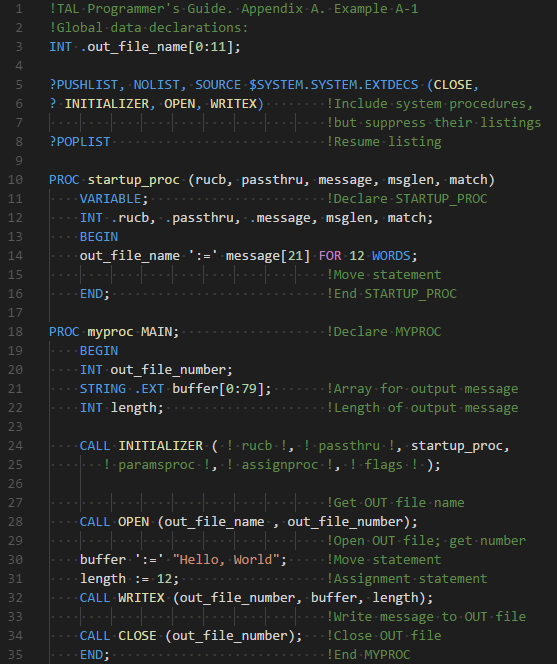 1 !TAL Programmer's Guide. Appendix A. Example A-1
2 !Global data declarations:
3 INT .out_file_name[0:11];
4
5 ?PUSHLIST, NOLIST, SOURCE $SYSTEM.SYSTEM.EXTDECS (CLOSE,
6 ? INITIALIZER, OPEN, WRITEX) !Include system procedures,
7 !but suppress their listings
8 ?POPLIST !Resume listing
9
10 PROC startup_proc (rucb, passthru, message, msglen, match)
11 VARIABLE; !Declare STARTUP_PROC
12 INT .rucb, .passthru, .message, msglen, match;
13 BEGIN
14 out_file_name ':=' message[21] FOR 12 WORDS;
15 !Move statement
16 END; !End STARTUP_PROC
17
18 PROC myproc MAIN; !Declare MYPROC
19 BEGIN
20 INT out_file_number;
21 STRING .EXT buffer[0:79]; !Array for output message
22 INT length; !Length of output message
23
24 CALL INITIALIZER ( ! rucb !, ! passthru !, startup_proc,
25 ! paramsproc !, ! assignproc !, ! flags ! );
26
27 !Get OUT file name
28 CALL OPEN (out_file_name , out_file_number);
29 !Open OUT file; get number
30 buffer ':=' "Hello, World"; !Move statement
31 length := 12; !Assignment statement
32 CALL WRITEX (out_file_number, buffer, length);
33 !Write message to OUT file
34 CALL CLOSE (out_file_number); !Close OUT file
35 END; !End MYPROC